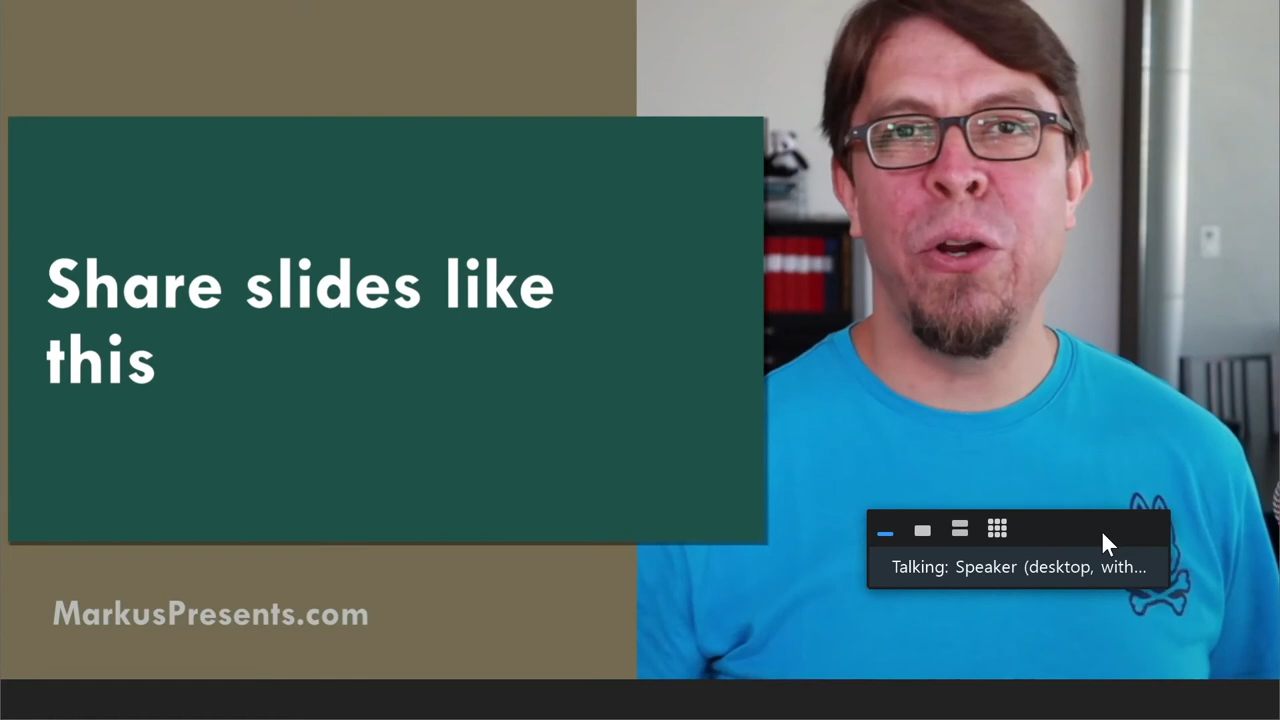 Share slides like
this
MarkusPresents.com
Talking: Speaker (desktop, with...